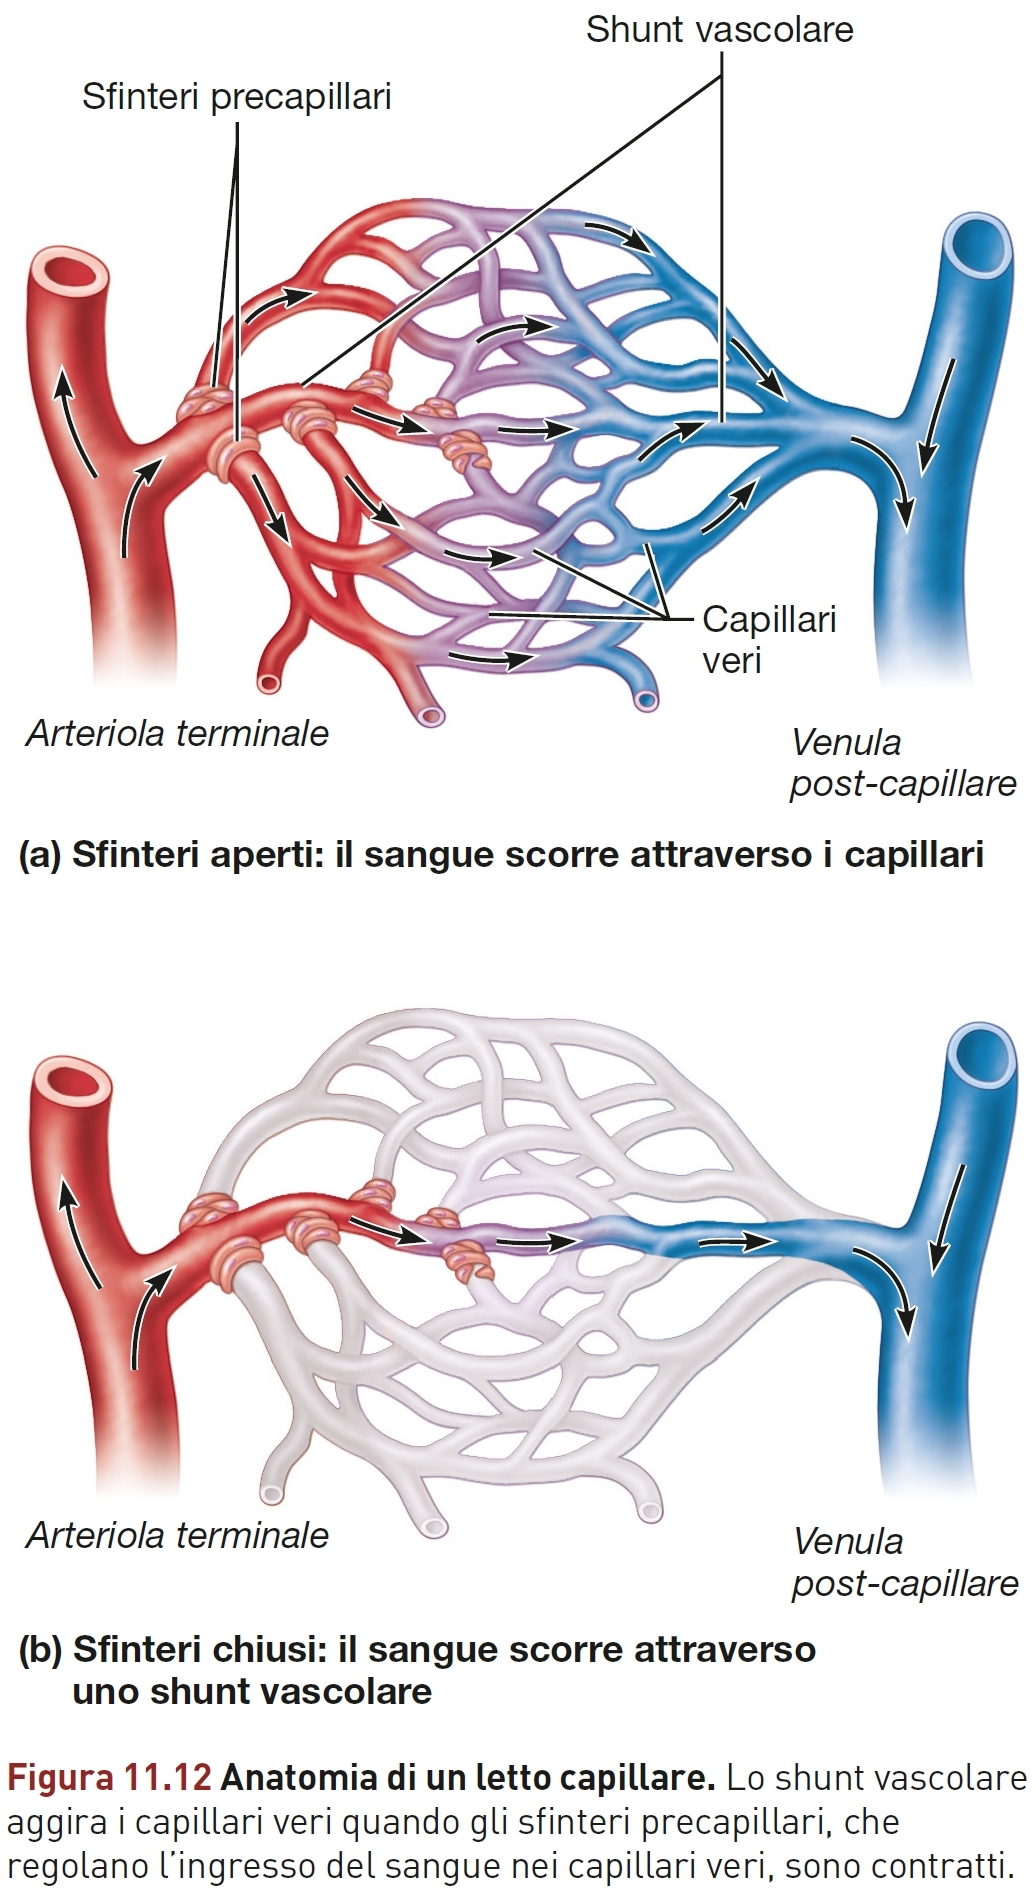 Shunt vascolare
Sfinteri precapillari
Capillari
veri
Arteriola terminale
Venula
post-capillare
(a) Sfinteri aperti: il sangue scorre attraverso i capillari
Arteriola terminale
Venula
post-capillare
(b) Sfinteri chiusi: il sangue scorre attraverso
uno shunt vascolare
Figura 11.12 Anatomia di un letto capillare. Lo shunt vascolare
aggira i capillari veri quando gli sfinteri precapillari, che
regolano l'ingresso del sangue nei capillari veri, sono contratti.